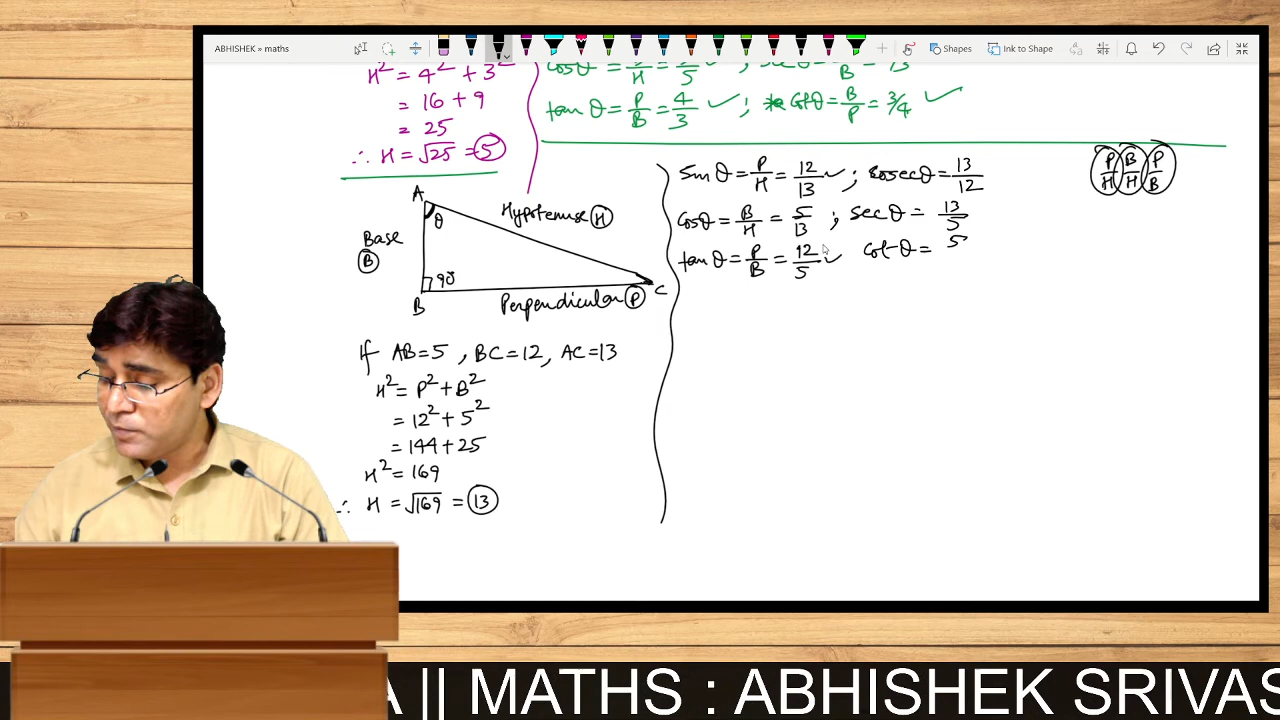 ABHISHEK » maths
Shapes
Ink to Shape
H² = 4² + 3²
= 16 + 9
= 25
∴ H = √25 = 5
tan θ = P/B = 4/3 ✓ ; cot θ = B/P = 3/4 ✓
A
θ
Hypotenuse H
Base
B
90°
B
Perpendicular P
C
If AB = 5 , BC = 12, AC = 13
H² = P² + B²
= 12² + 5²
= 144 + 25
H² = 169
∴ H = √169 = 13
sin θ = P/H = 12/13 ✓ ; cosec θ = 13/12
cos θ = B/H = 5/13 ; sec θ = 13/5
tan θ = P/B = 12/5 ✓ cot θ = 5
P/H B/H P/B
A || MATHS : ABHISHEK SRIVAS